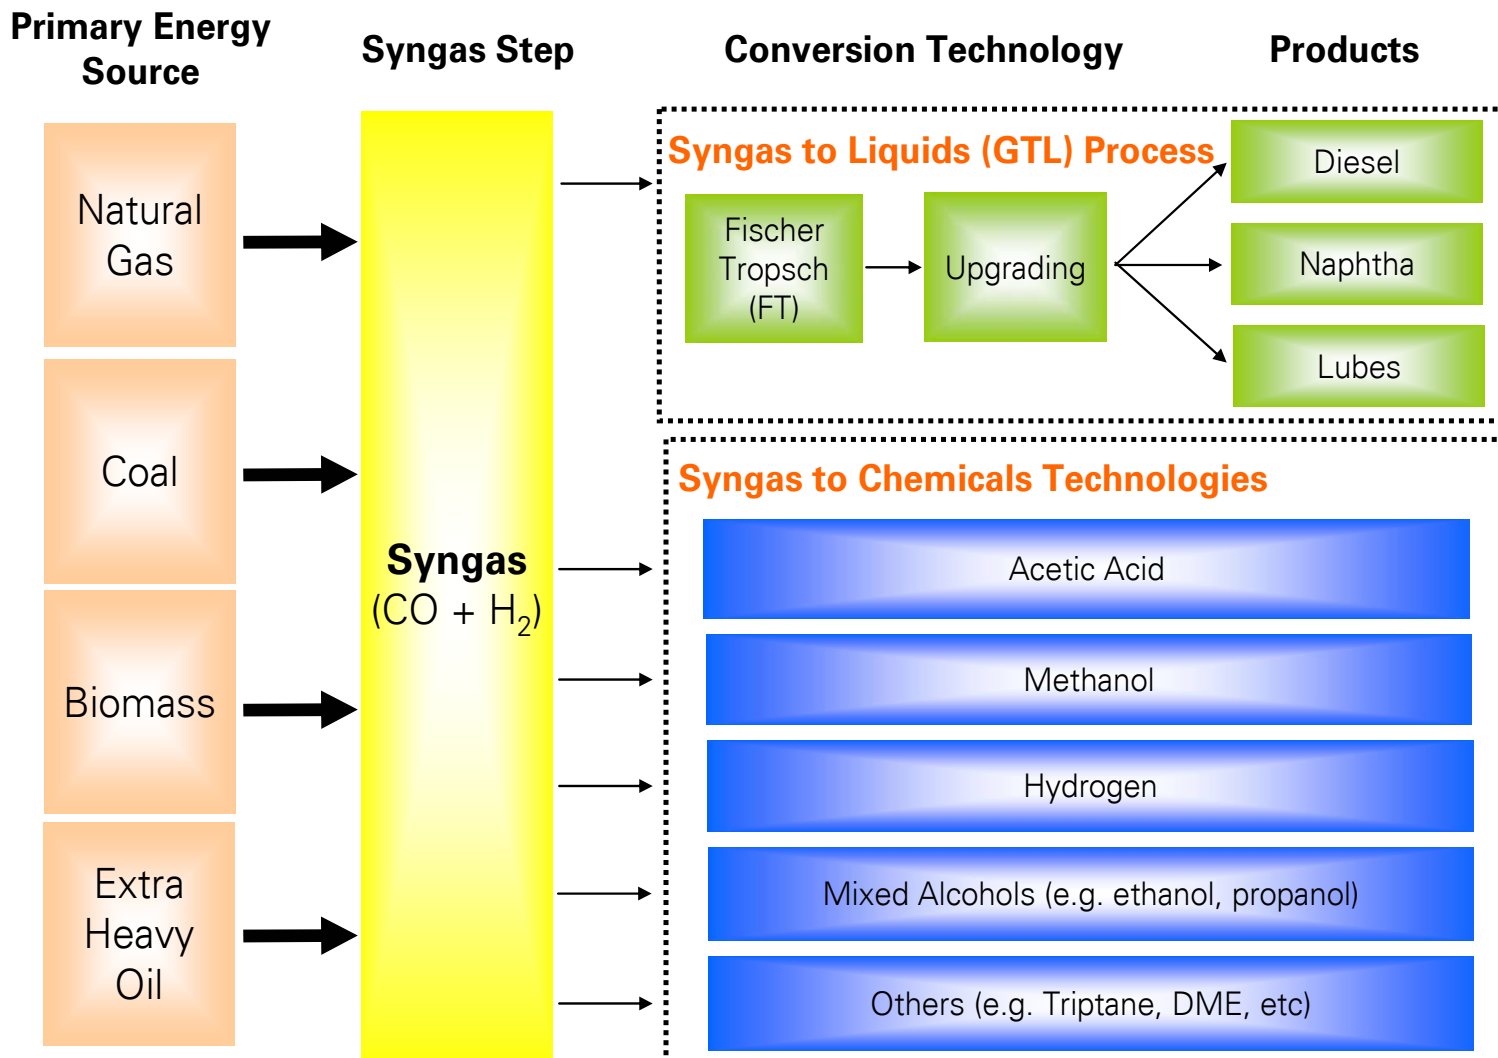 Primary Energy
Source
Syngas Step
Conversion Technology
Products
Natural
Gas
Coal
Biomass
Extra
Heavy
Oil
Syngas
(CO + H₂)
Syngas to Liquids (GTL) Process
Fischer
Tropsch
(FT)
Upgrading
Diesel
Naphtha
Lubes
Syngas to Chemicals Technologies
Acetic Acid
Methanol
Hydrogen
Mixed Alcohols (e.g. ethanol, propanol)
Others (e.g. Triptane, DME, etc)